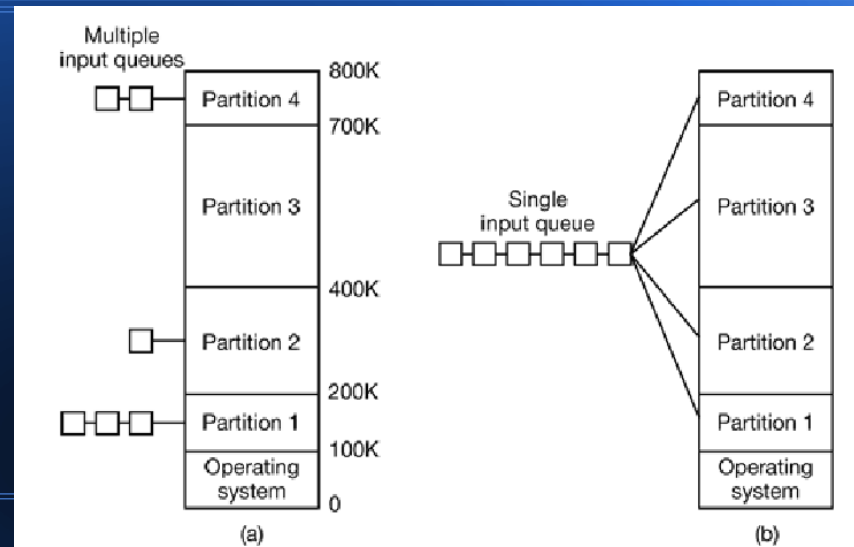 Multiple
input queues
800K
Partition 4
700K
Partition 3
400K
Partition 2
200K
Partition 1
100K
Operating
system
0
(a)
Single
input queue
Partition 4
Partition 3
Partition 2
Partition 1
Operating
system
(b)